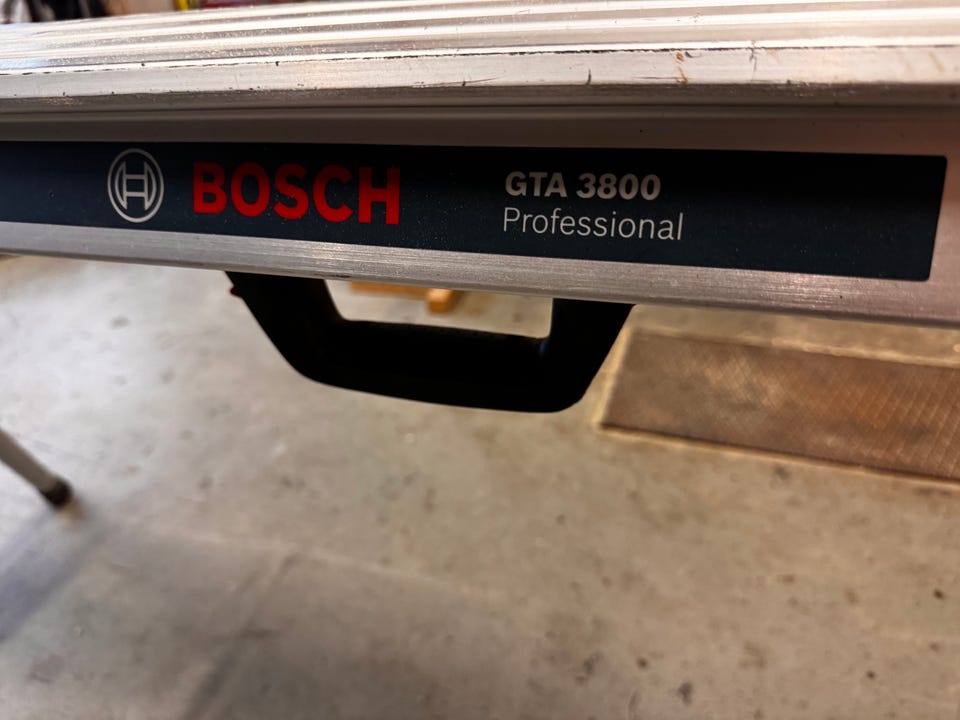 BOSCH
GTA 3800
Professional